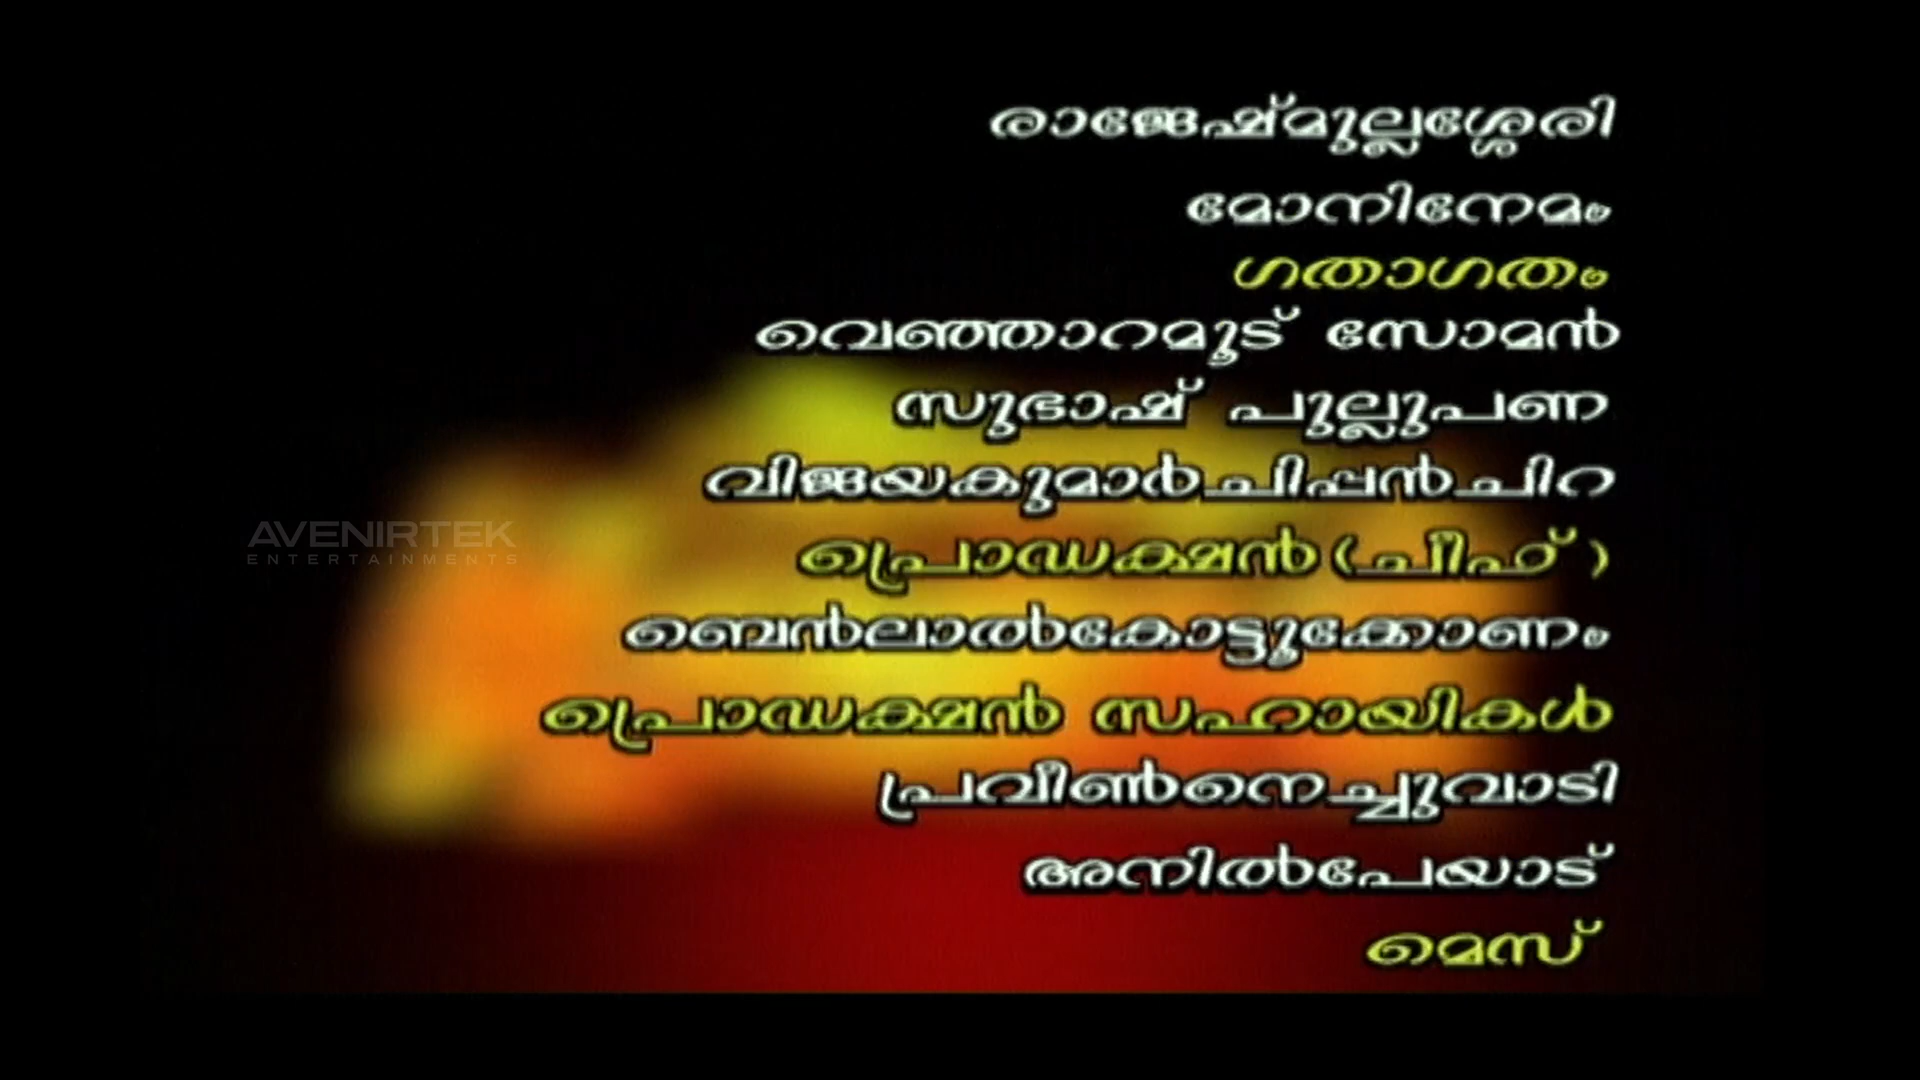 രാജേഷ്മുല്ലശ്ശേരി
മോനിനേമം
ഗതാഗതം
വെഞ്ഞാറമൂട് സോമൻ
സുഭാഷ് പുല്ലുപണ
വിജയകുമാർചിപ്പൻചിറ
AVENIRTEK
ENTERTAINMENTS
പ്രൊഡക്ഷൻ (ചീഫ് )
ബെൻലാൽകോട്ടുക്കോണം
പ്രൊഡക്ഷൻ സഹായികൾ
പ്രവീൺനെച്ചുവാടി
അനിൽപേയാട്
മെസ്